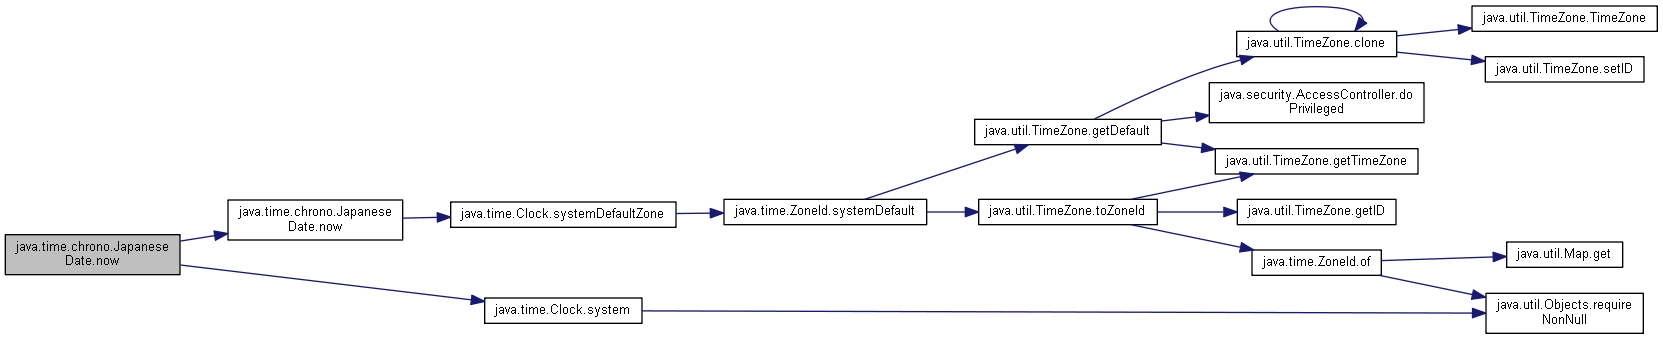 java.time.chrono.Japanese
Date.now
java.time.chrono.Japanese
Date.now
java.time.Clock.systemDefaultZone
java.time.ZoneId.systemDefault
java.util.TimeZone.getDefault
java.util.TimeZone.clone
java.util.TimeZone.TimeZone
java.util.TimeZone.setID
java.security.AccessController.do
Privileged
java.util.TimeZone.getTimeZone
java.util.TimeZone.toZoneId
java.util.TimeZone.getID
java.time.ZoneId.of
java.util.Map.get
java.util.Objects.require
NonNull
java.time.Clock.system